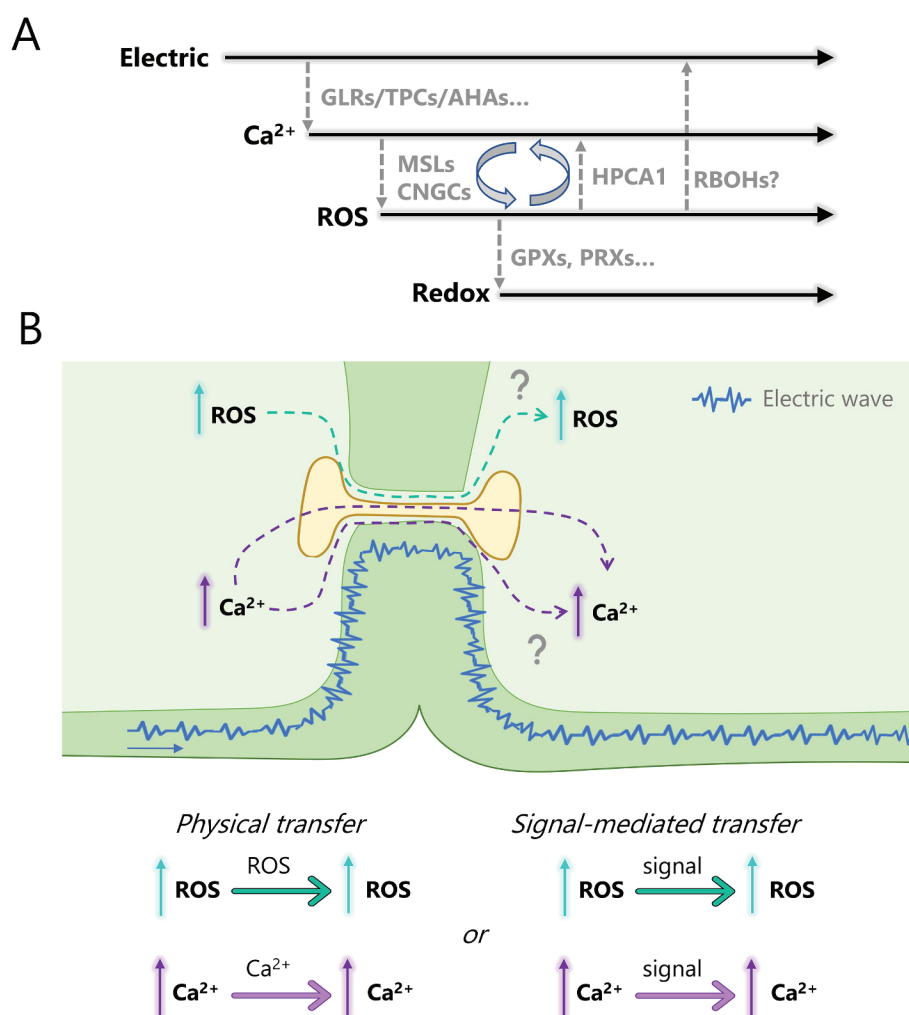 A
Electric
GLRs/TPCs/AHAs...
Ca²⁺
MSLs
CNGCs
HPCA1
RBOHs?
ROS
GPXs, PRXs...
Redox
B
ROS
?
ROS
Electric wave
Ca²⁺
Ca²⁺
?
Physical transfer
Signal-mediated transfer
ROS
ROS
ROS
signal
ROS
ROS
or
Ca²⁺
Ca²⁺
Ca²⁺
signal
Ca²⁺
Ca²⁺